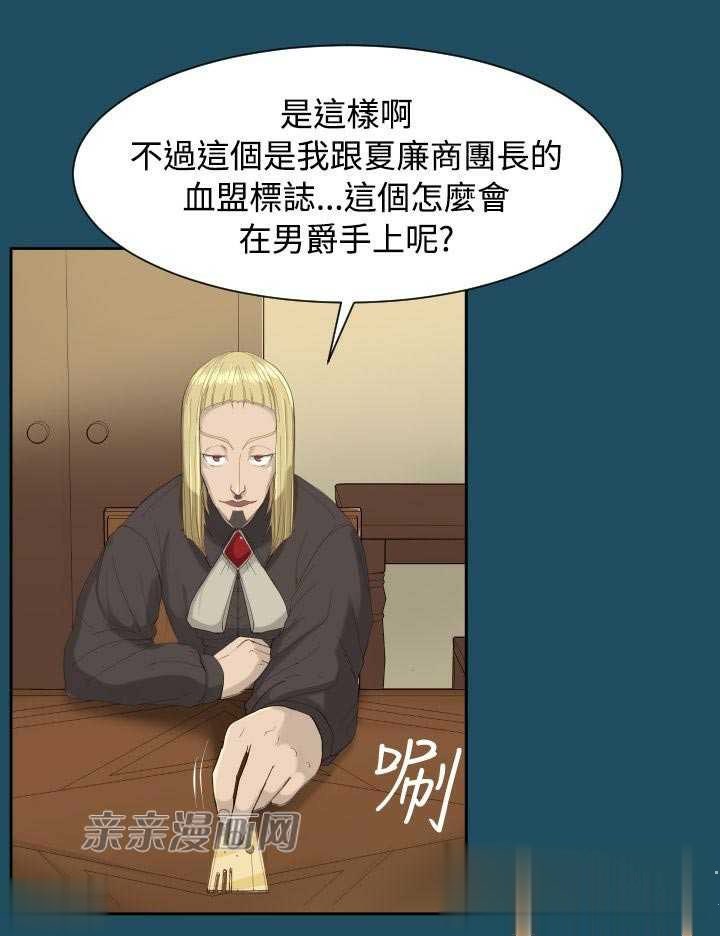 是這樣啊
不過這個是我跟夏廉商團長的
血盟標誌...這個怎麼會
在男爵手上呢?
唰
亲亲漫画网